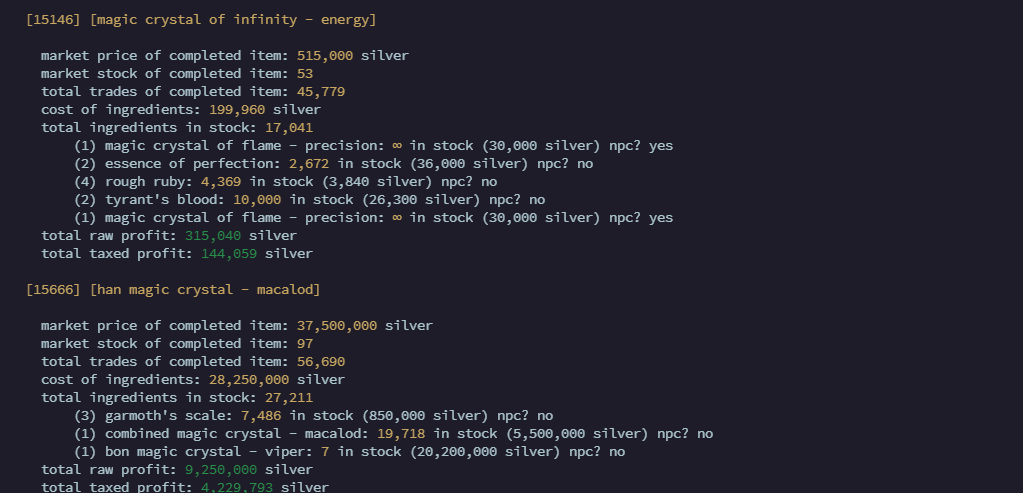 [15146] [magic crystal of infinity - energy]
market price of completed item: 515,000 silver
market stock of completed item: 53
total trades of completed item: 45,779
cost of ingredients: 199,960 silver
total ingredients in stock: 17,041
(1) magic crystal of flame - precision: ∞ in stock (30,000 silver) npc? yes
(2) essence of perfection: 2,672 in stock (36,000 silver) npc? no
(4) rough ruby: 4,369 in stock (3,840 silver) npc? no
(2) tyrant's blood: 10,000 in stock (26,300 silver) npc? no
(1) magic crystal of flame - precision: ∞ in stock (30,000 silver) npc? yes
total raw profit: 315,040 silver
total taxed profit: 144,059 silver
[15666] [han magic crystal - macalod]
market price of completed item: 37,500,000 silver
market stock of completed item: 97
total trades of completed item: 56,690
cost of ingredients: 28,250,000 silver
total ingredients in stock: 27,211
(3) garmoth's scale: 7,486 in stock (850,000 silver) npc? no
(1) combined magic crystal - macalod: 19,718 in stock (5,500,000 silver) npc? no
(1) bon magic crystal - viper: 7 in stock (20,200,000 silver) npc? no
total raw profit: 9,250,000 silver
total taxed profit: 4,229,793 silver